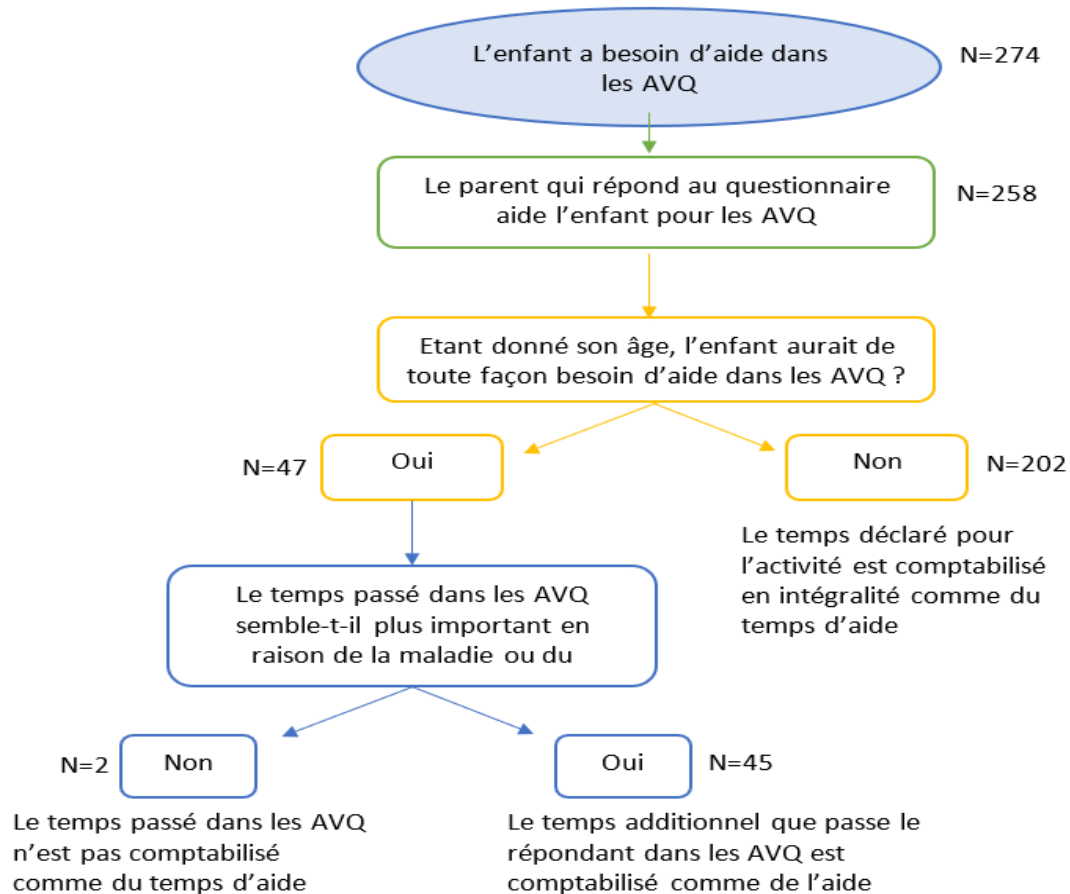 L’enfant a besoin d’aide dans
les AVQ
N=274
Le parent qui répond au questionnaire
aide l’enfant pour les AVQ
N=258
Etant donné son âge, l’enfant aurait de
toute façon besoin d’aide dans les AVQ ?
N=47
Oui
Non
N=202
Le temps déclaré pour
l’activité est comptabilisé
en intégralité comme du
temps d’aide
Le temps passé dans les AVQ
semble-t-il plus important en
raison de la maladie ou du
N=2
Non
Oui
N=45
Le temps passé dans les AVQ
n’est pas comptabilisé
comme du temps d’aide
Le temps additionnel que passe le
répondant dans les AVQ est
comptabilisé comme de l’aide